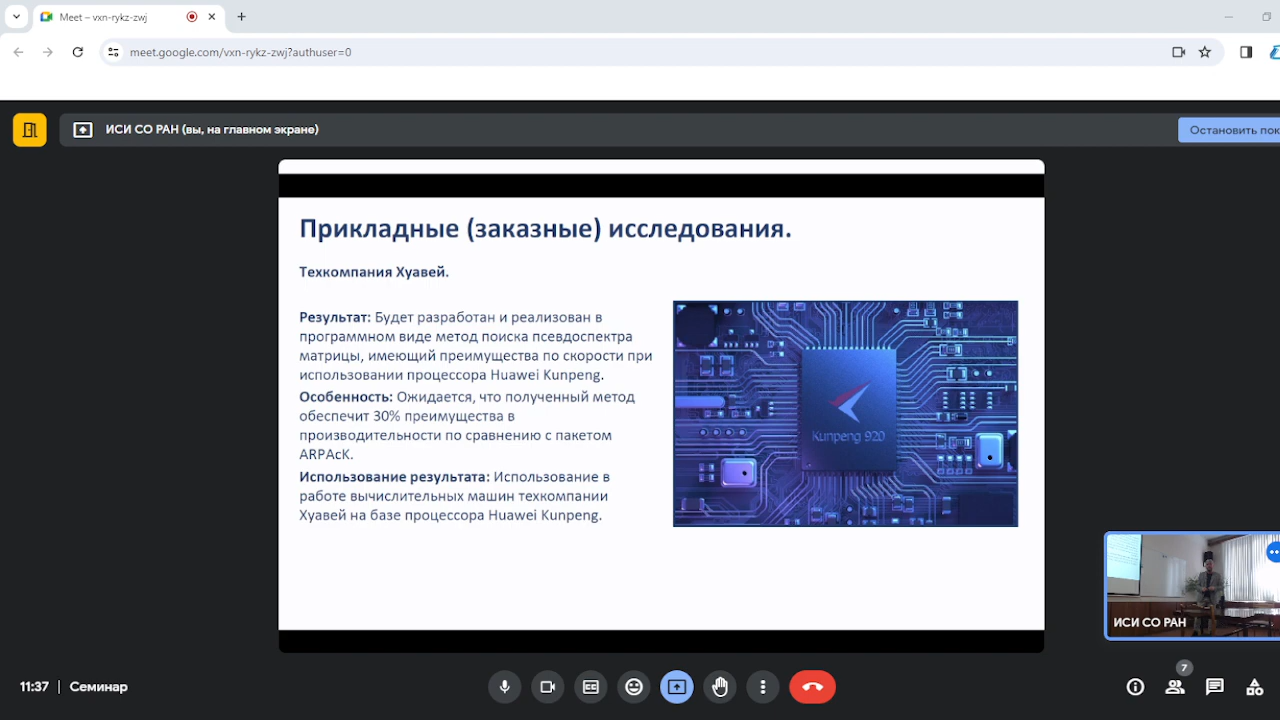 Meet – vxn-rykz-zwj
meet.google.com/vxn-rykz-zwj?authuser=0
ИСИ СО РАН (вы, на главном экране)
Остановить пок
Прикладные (заказные) исследования.
Техкомпания Хуавей.
Результат: Будет разработан и реализован в
программном виде метод поиска псевдоспектра
матрицы, имеющий преимущества по скорости при
использовании процессора Huawei Kunpeng.
Особенность: Ожидается, что полученный метод
обеспечит 30% преимущества в
производительности по сравнению с пакетом
ARPAcK.
Использование результата: Использование в
работе вычислительных машин техкомпании
Хуавей на базе процессора Huawei Kunpeng.
Kunpeng 920
ИСИ СО РАН
11:37 | Семинар
7